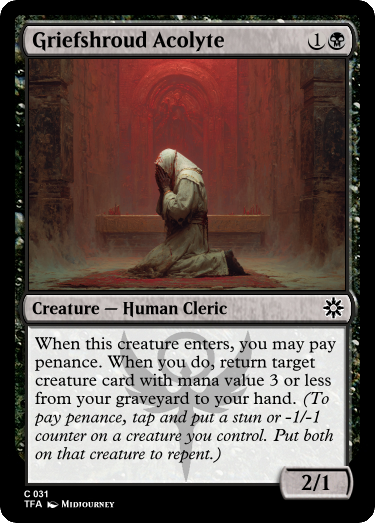 Griefshroud Acolyte 1
Creature — Human Cleric
When this creature enters, you may pay
penance. When you do, return target
creature card with mana value 3 or less
from your graveyard to your hand. (To
pay penance, tap and put a stun or -1/-1
counter on a creature you control. Put both
on that creature to repeat.)
2/1
C 031
TFA Midjourney